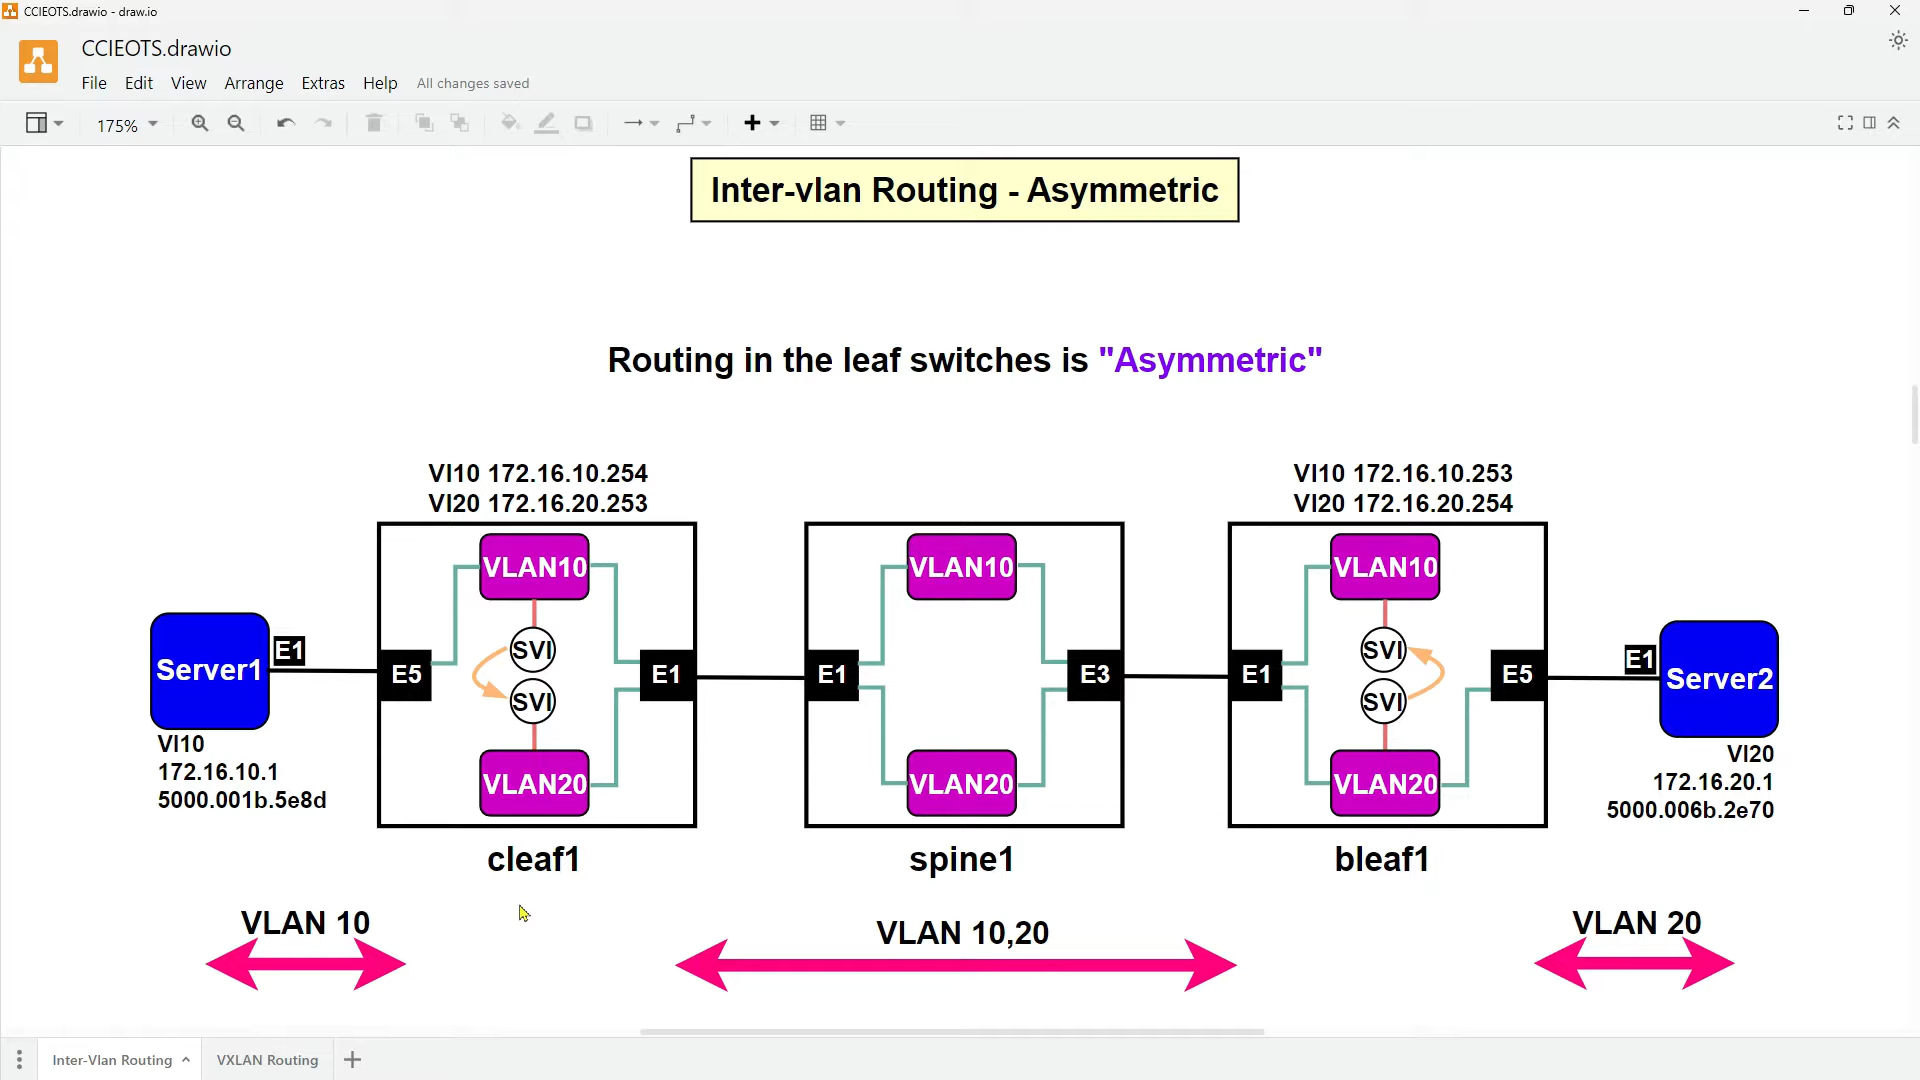 CCIEOTS.drawio - draw.io
CCIEOTS.drawio
File Edit View Arrange Extras Help All changes saved
175%
Inter-vlan Routing - Asymmetric
Routing in the leaf switches is "Asymmetric"
Vl10 172.16.10.254
Vl20 172.16.20.253
Vl10 172.16.10.253
Vl20 172.16.20.254
VLAN10
VLAN10
VLAN10
Server1
E1
E5
SVI
SVI
E1
E1
E3
E1
SVI
SVI
E5
E1
Server2
Vl10
172.16.10.1
5000.001b.5e8d
VLAN20
VLAN20
VLAN20
Vl20
172.16.20.1
5000.006b.2e70
cleaf1
spine1
bleaf1
VLAN 10
VLAN 10,20
VLAN 20
Inter-Vlan Routing
VXLAN Routing